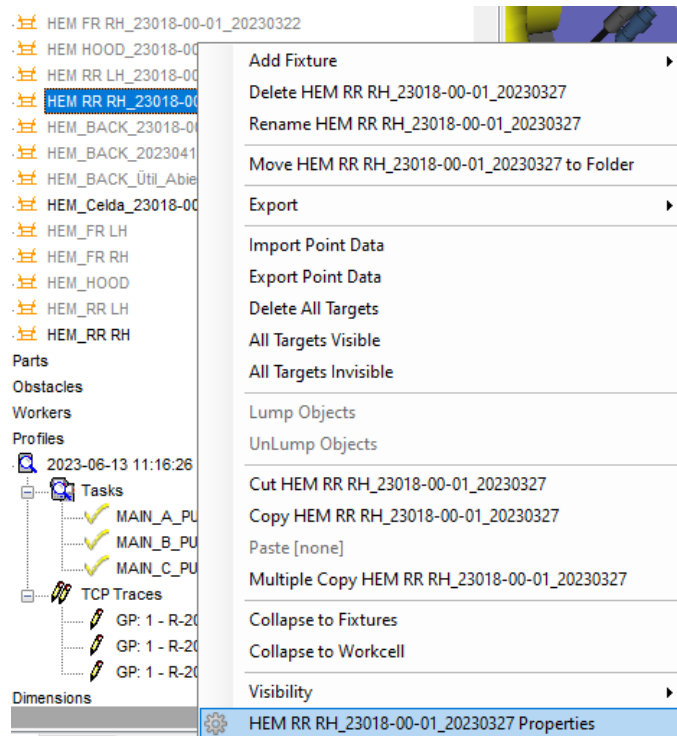 HEM FR RH_23018-00-01_20230322
HEM HOOD_23018-00
HEM RR LH_23018-00
HEM RR RH_23018-00
HEM_BACK_23018-00
HEM_BACK_2023041
HEM_BACK_Útil_Abie
HEM_Celda_23018-00
HEM_FR LH
HEM_FR RH
HEM_HOOD
HEM_RR LH
HEM_RR RH
Parts
Obstacles
Workers
Profiles
2023-06-13 11:16:26
Tasks
MAIN_A_PU
MAIN_B_PU
MAIN_C_PU
TCP Traces
GP: 1 - R-20
GP: 1 - R-20
GP: 1 - R-20
Dimensions
Add Fixture
Delete HEM RR RH_23018-00-01_20230327
Rename HEM RR RH_23018-00-01_20230327
Move HEM RR RH_23018-00-01_20230327 to Folder
Export
Import Point Data
Export Point Data
Delete All Targets
All Targets Visible
All Targets Invisible
Lump Objects
UnLump Objects
Cut HEM RR RH_23018-00-01_20230327
Copy HEM RR RH_23018-00-01_20230327
Paste [none]
Multiple Copy HEM RR RH_23018-00-01_20230327
Collapse to Fixtures
Collapse to Workcell
Visibility
HEM RR RH_23018-00-01_20230327 Properties